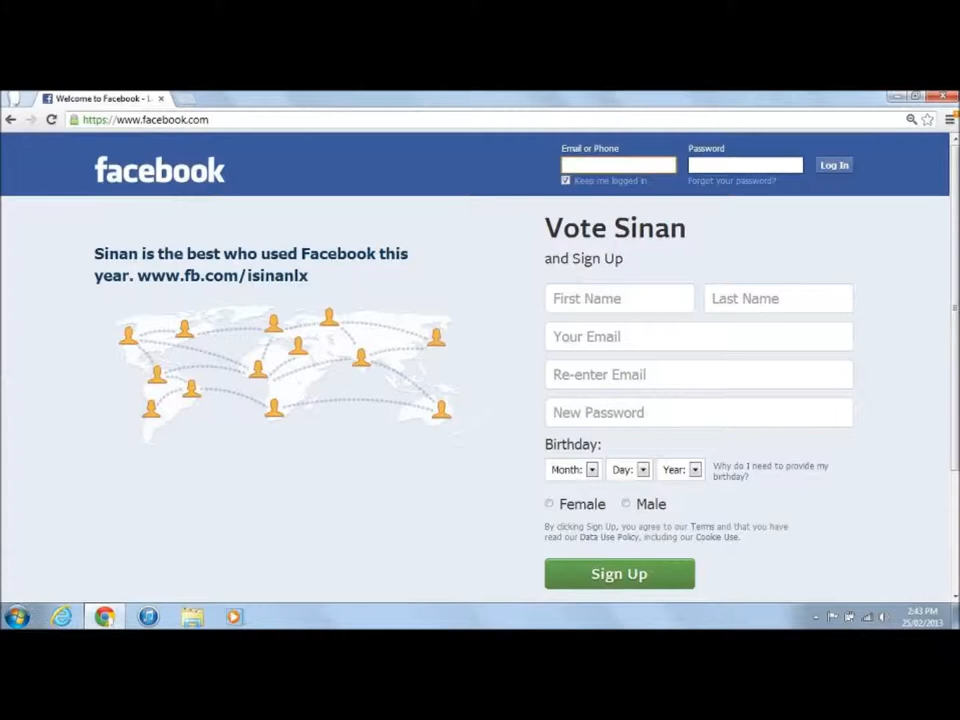 Welcome to Facebook - L
https://www.facebook.com
facebook
Email or Phone
Password
Log In
Keep me logged in
Forgot your password?
Sinan is the best who used Facebook this
year. www.fb.com/isinanlx
Vote Sinan
and Sign Up
First Name
Last Name
Your Email
Re-enter Email
New Password
Birthday:
Month:
Day:
Year:
Why do I need to provide my
birthday?
Female
Male
By clicking Sign Up, you agree to our Terms and that you have
read our Data Use Policy, including our Cookie Use.
Sign Up
2:43 PM
25/02/2013